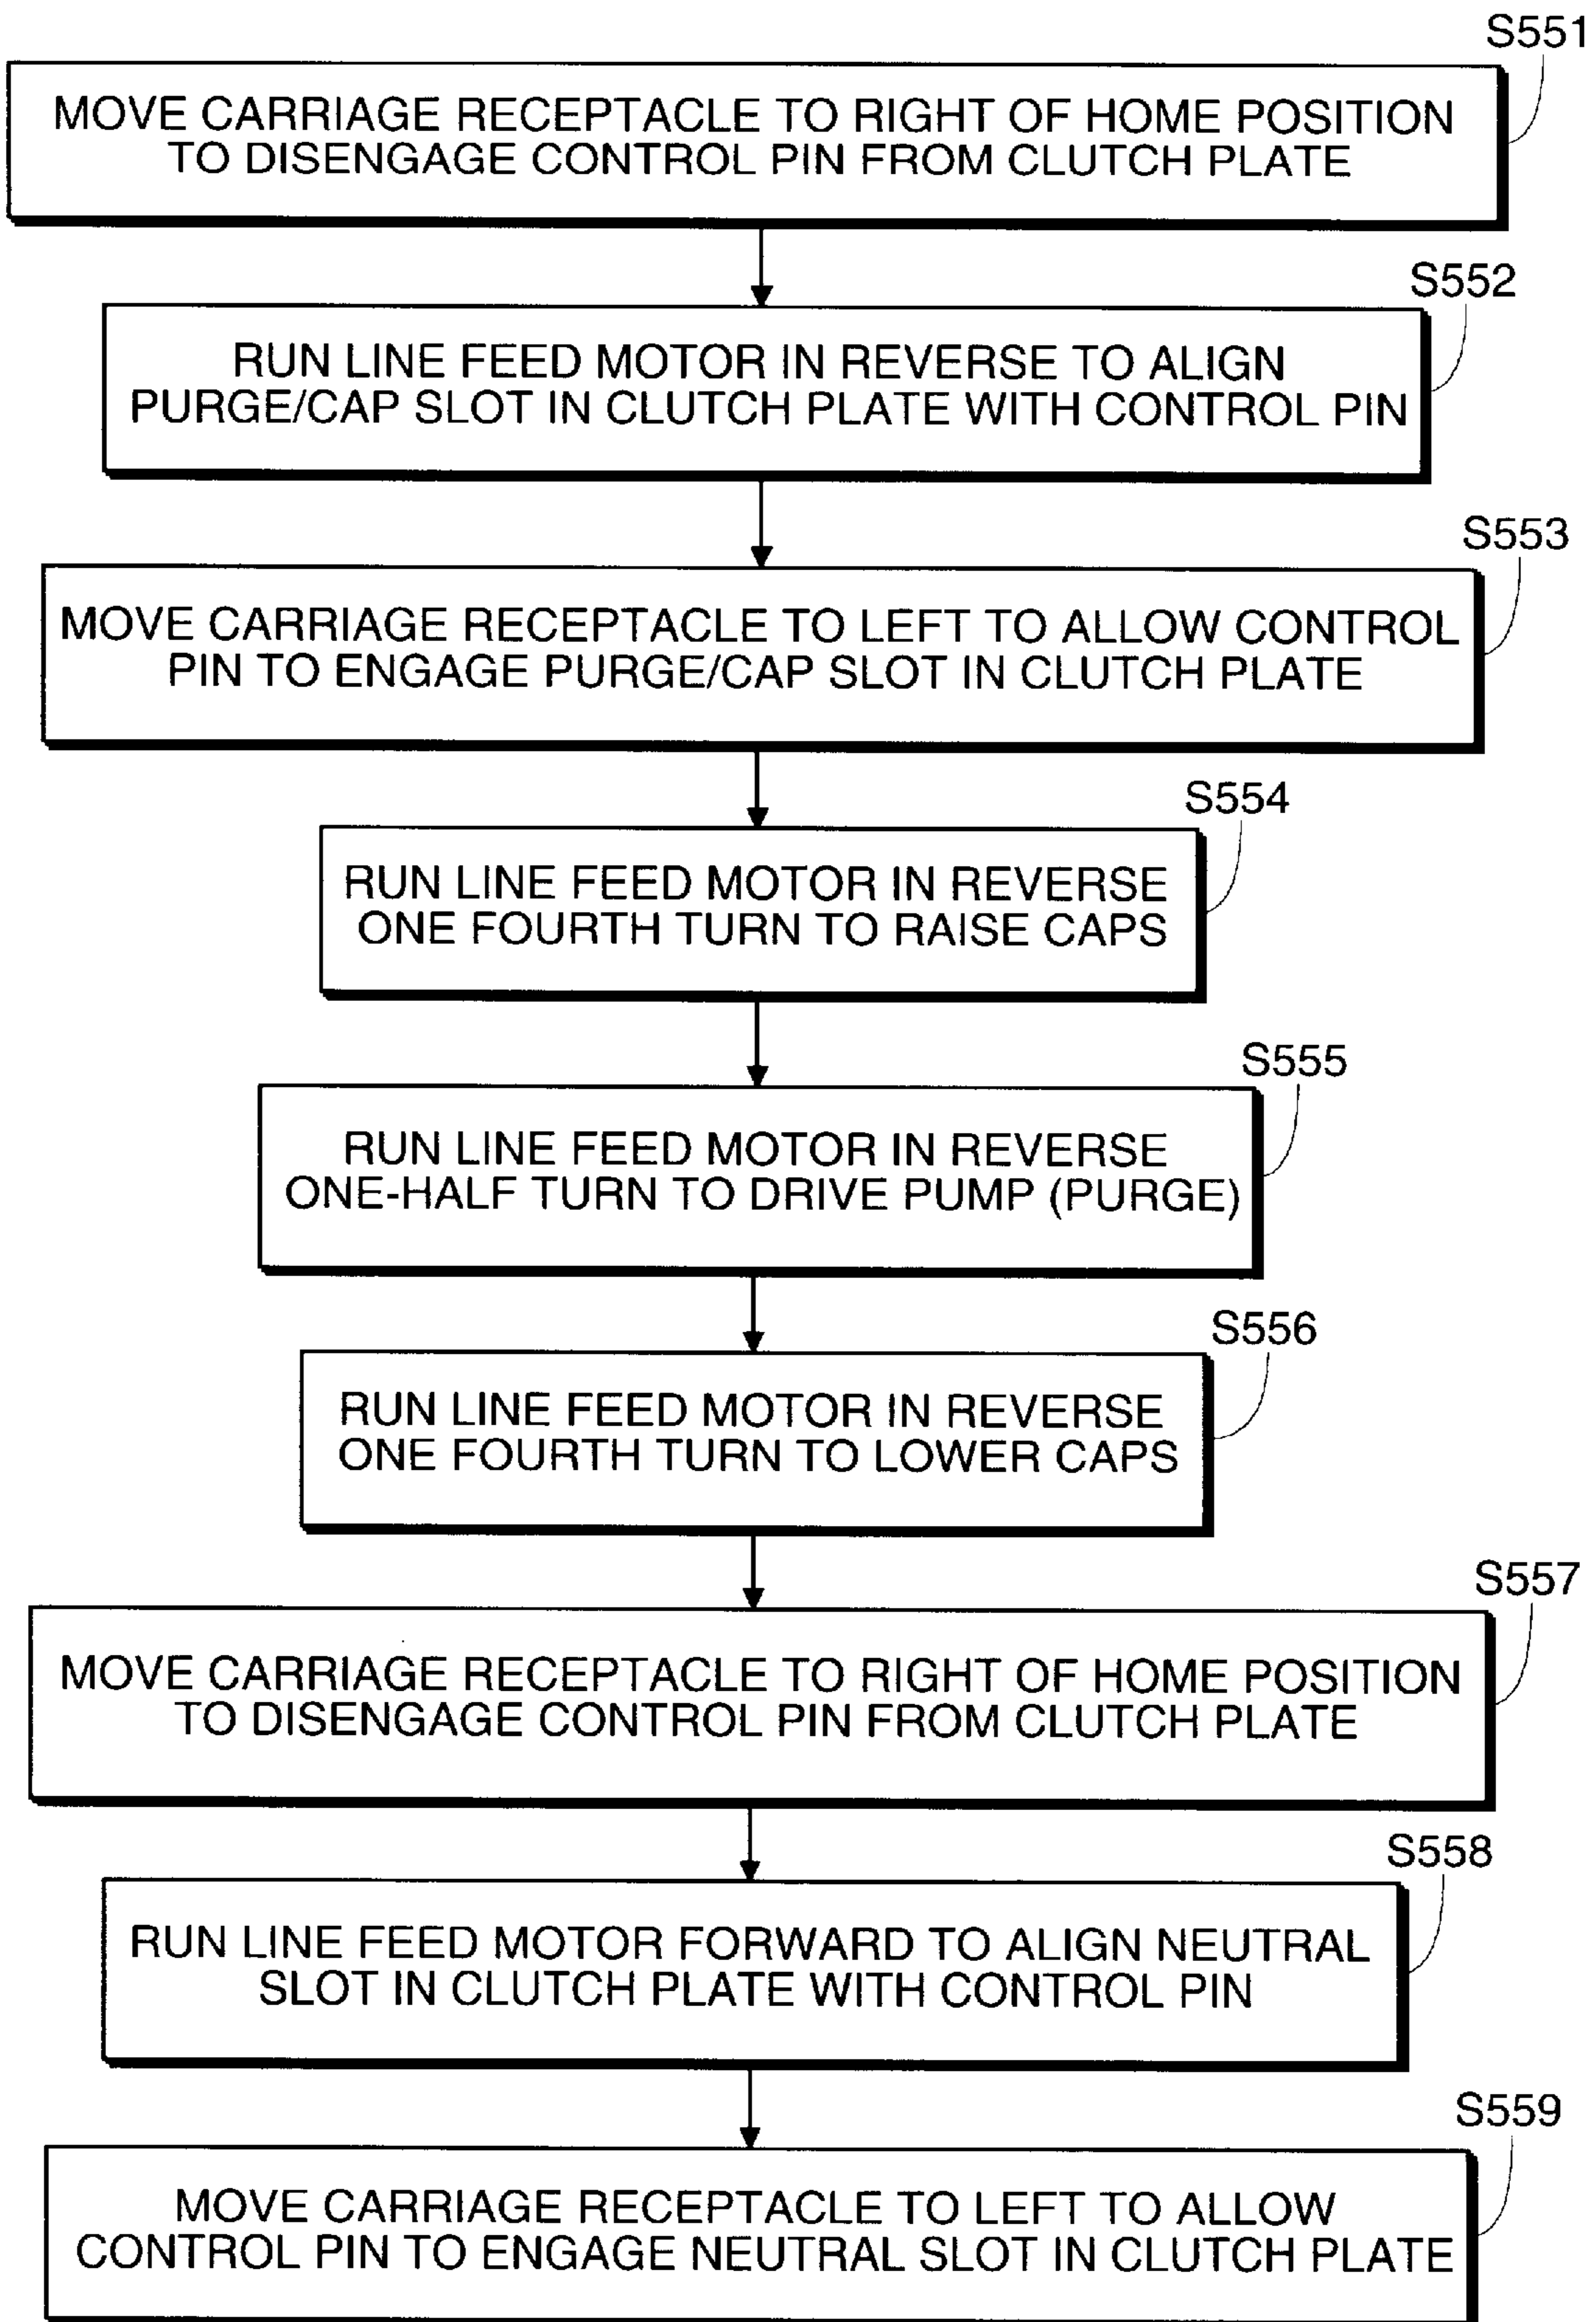 S551
MOVE CARRIAGE RECEPTACLE TO RIGHT OF HOME POSITION
TO DISENGAGE CONTROL PIN FROM CLUTCH PLATE
S552
RUN LINE FEED MOTOR IN REVERSE TO ALIGN
PURGE/CAP SLOT IN CLUTCH PLATE WITH CONTROL PIN
S553
MOVE CARRIAGE RECEPTACLE TO LEFT TO ALLOW CONTROL
PIN TO ENGAGE PURGE/CAP SLOT IN CLUTCH PLATE
S554
RUN LINE FEED MOTOR IN REVERSE
ONE FOURTH TURN TO RAISE CAPS
S555
RUN LINE FEED MOTOR IN REVERSE
ONE-HALF TURN TO DRIVE PUMP (PURGE)
S556
RUN LINE FEED MOTOR IN REVERSE
ONE FOURTH TURN TO LOWER CAPS
S557
MOVE CARRIAGE RECEPTACLE TO RIGHT OF HOME POSITION
TO DISENGAGE CONTROL PIN FROM CLUTCH PLATE
S558
RUN LINE FEED MOTOR FORWARD TO ALIGN NEUTRAL
SLOT IN CLUTCH PLATE WITH CONTROL PIN
S559
MOVE CARRIAGE RECEPTACLE TO LEFT TO ALLOW
CONTROL PIN TO ENGAGE NEUTRAL SLOT IN CLUTCH PLATE